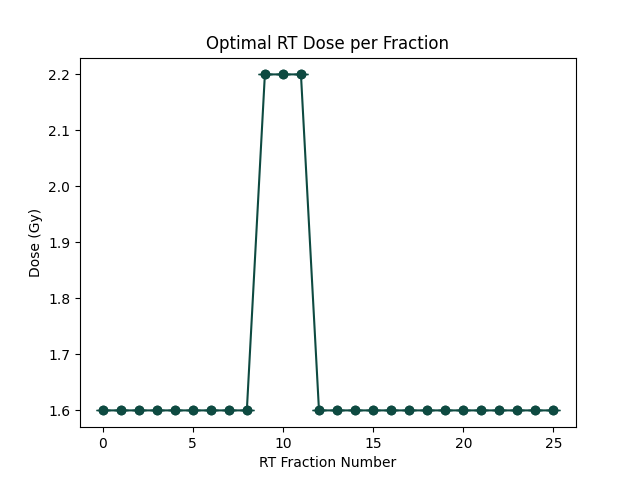 Optimal RT Dose per Fraction
2.2
2.1
2.0
1.9
1.8
1.7
1.6
Dose (Gy)
0 5 10 15 20 25
RT Fraction Number